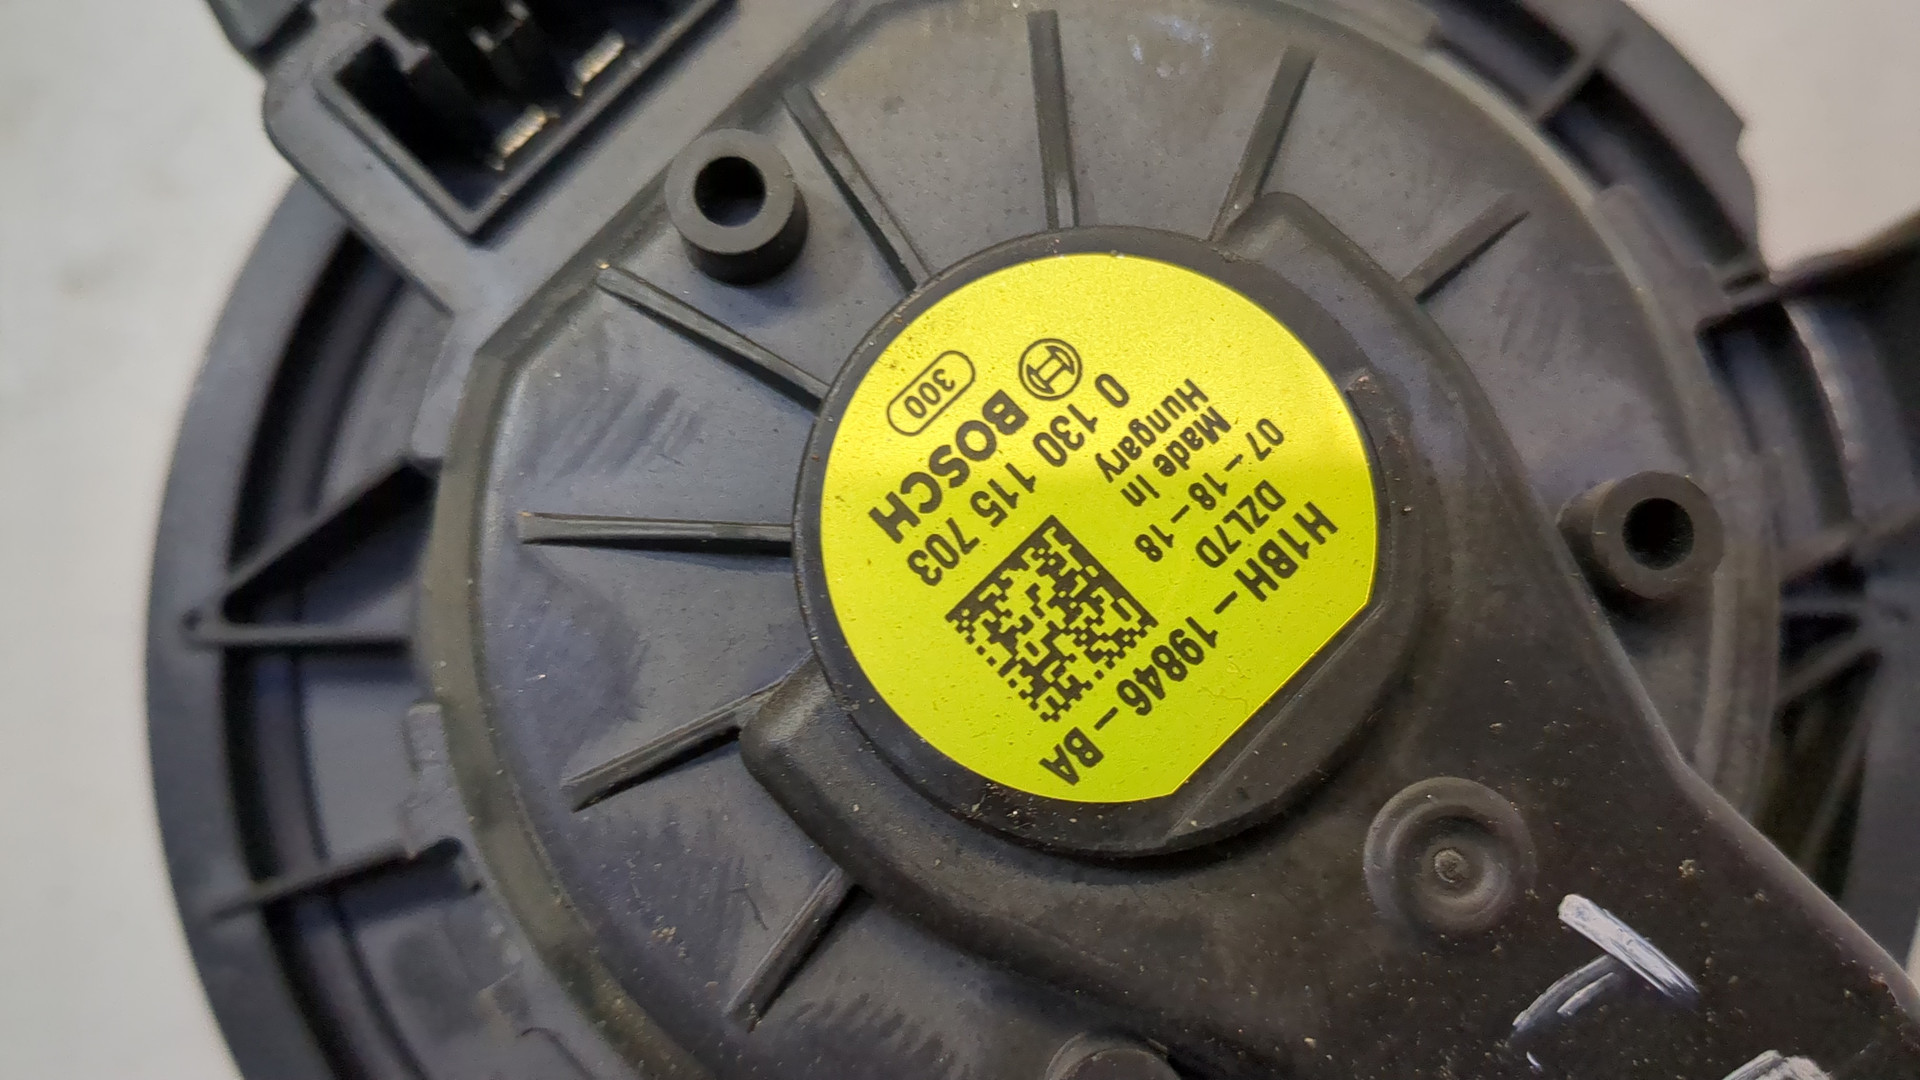 300
BOSCH
0 130 115 703
Made in
Hungary
07-18-18
DZL7D
H1BH-19846-BA